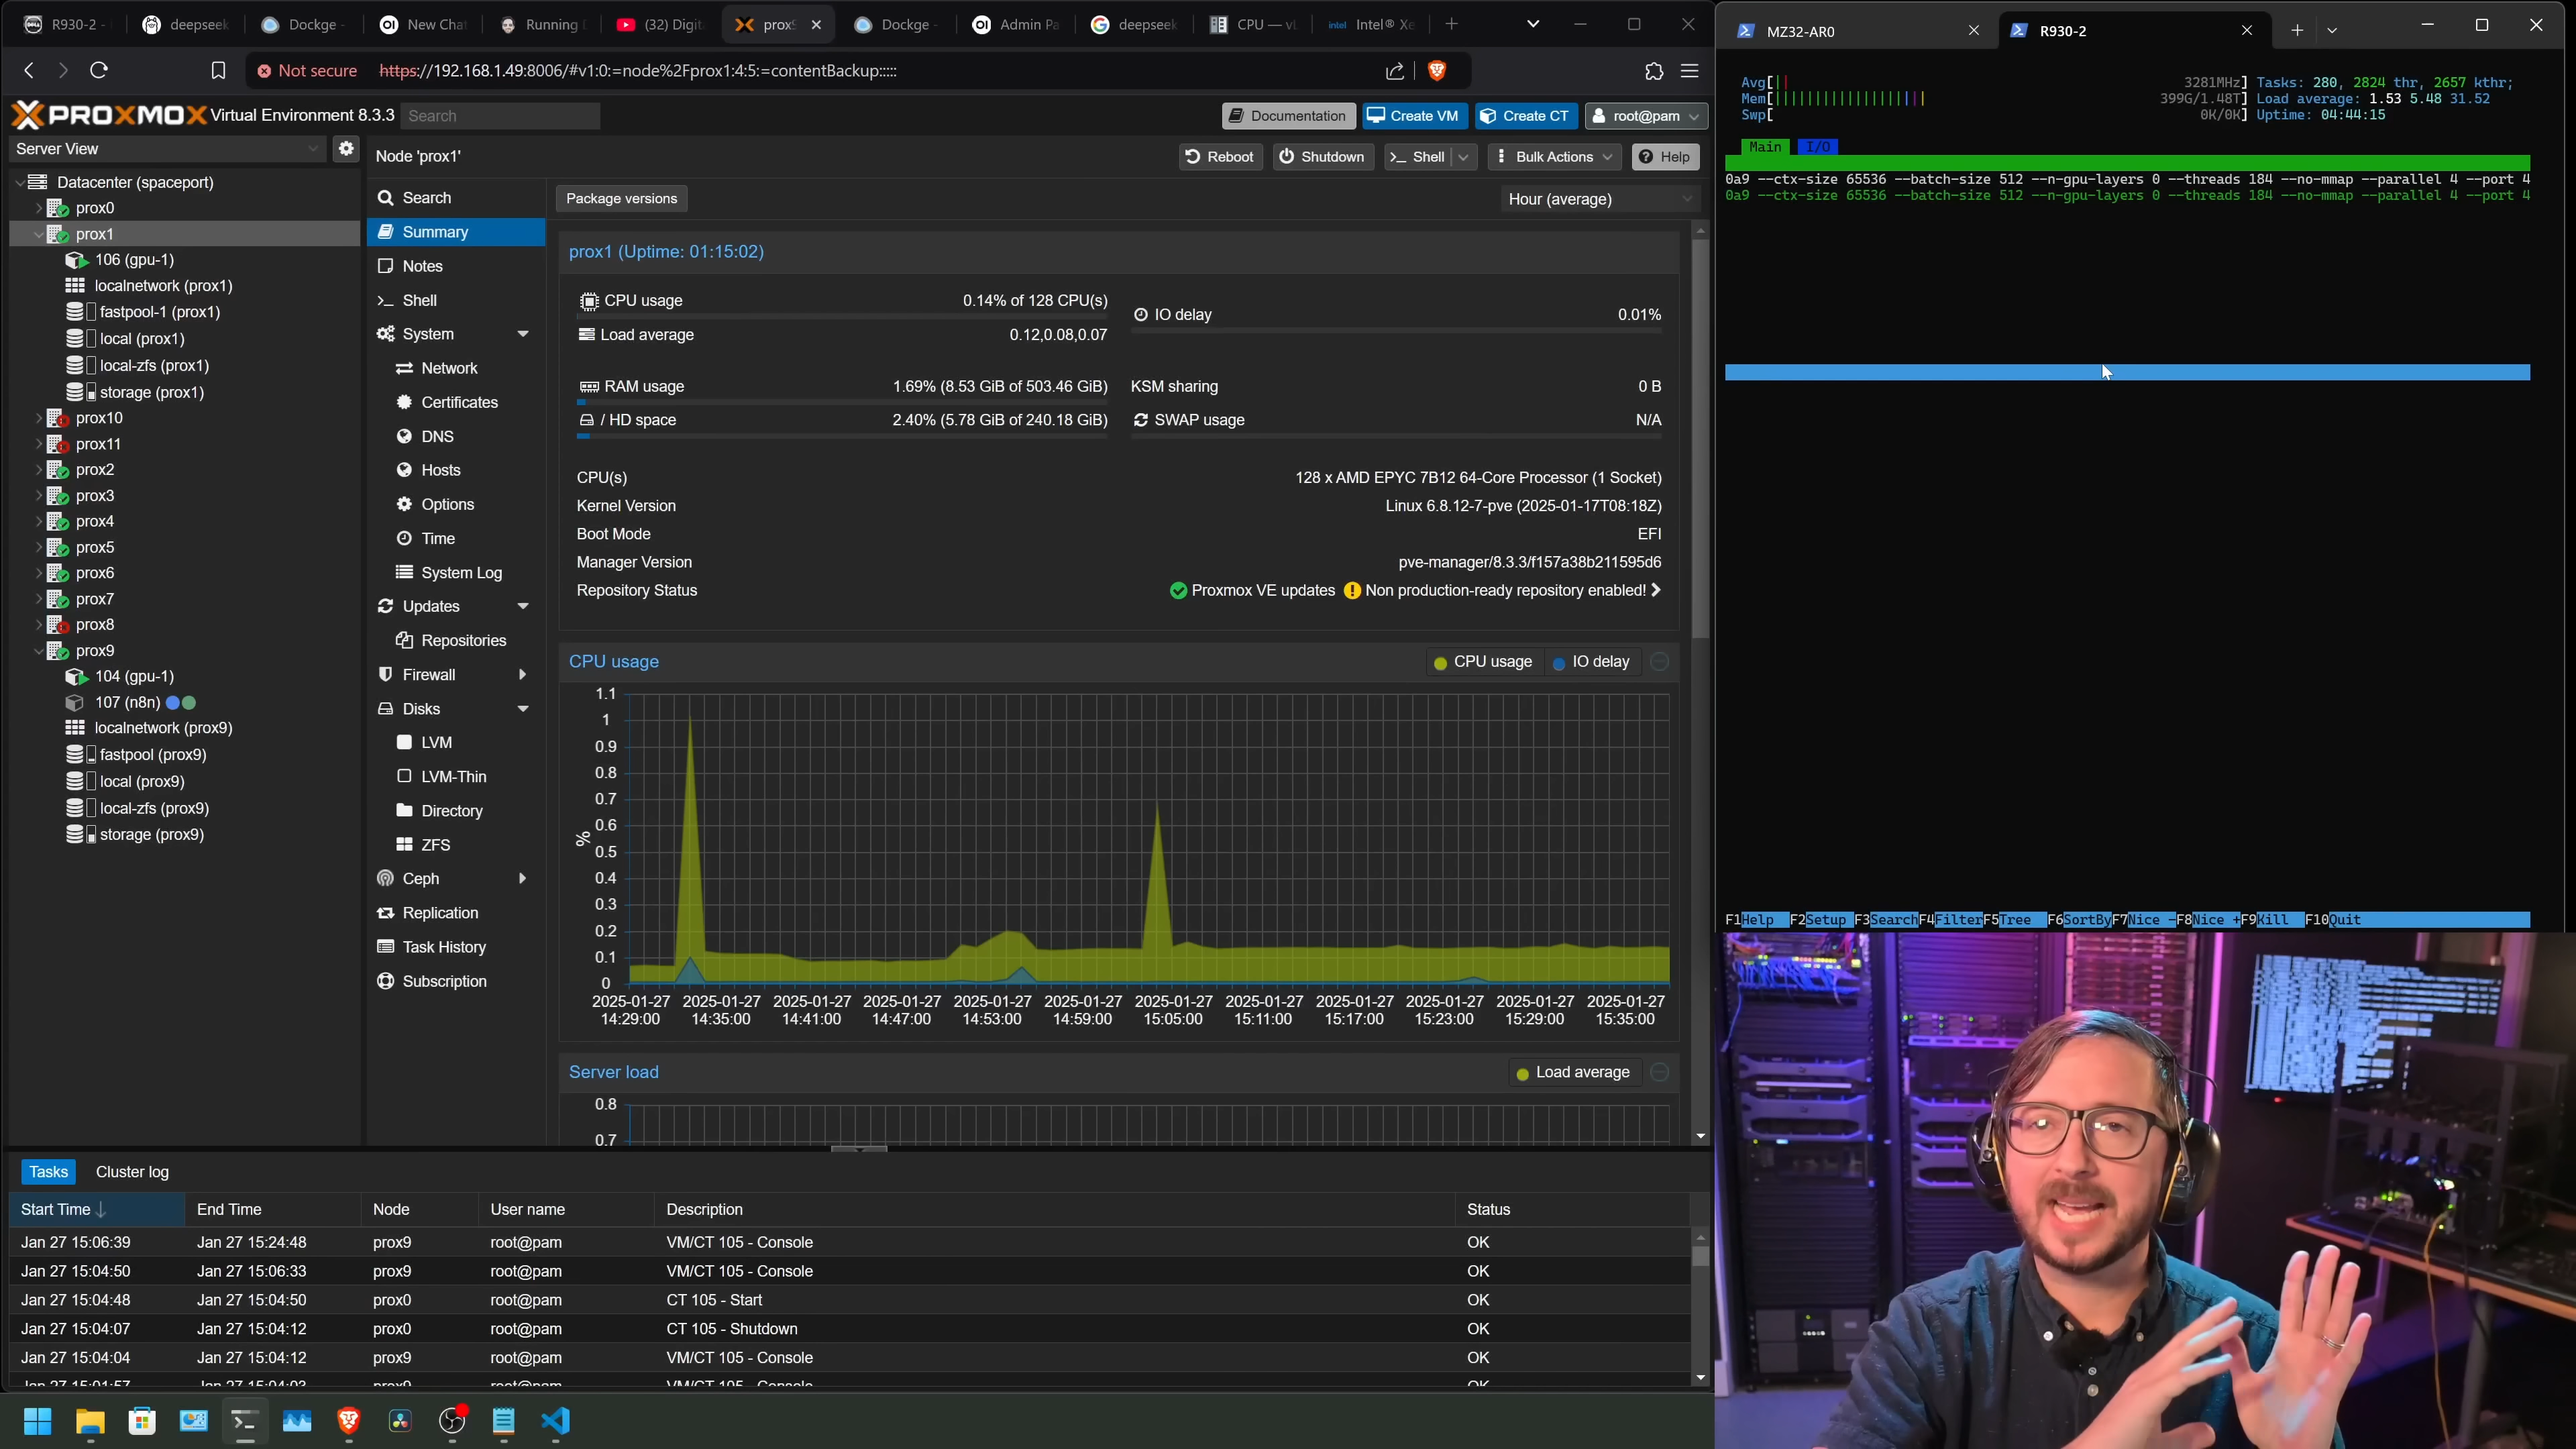 R930-2 -
deepseek
Dockge -
New Cha
Running
(32) Digit
prox9
Dockge -
Admin Pa
deepseek
CPU — vL
Intel® Xe
Not secure https://192.168.1.49:8006/#v1:0:=node%2Fprox1:4:5:=contentBackup:::::
PROXMOX Virtual Environment 8.3.3 Search
Documentation Create VM Create CT root@pam
Server View
Datacenter (spaceport)
prox0
prox1
106 (gpu-1)
localnetwork (prox1)
fastpool-1 (prox1)
local (prox1)
local-zfs (prox1)
storage (prox1)
prox10
prox11
prox2
prox3
prox4
prox5
prox6
prox7
prox8
prox9
104 (gpu-1)
107 (n8n)
localnetwork (prox9)
fastpool (prox9)
local (prox9)
local-zfs (prox9)
storage (prox9)
Node 'prox1'
Reboot Shutdown Shell Bulk Actions Help
Search
Summary
Notes
Shell
System
Network
Certificates
DNS
Hosts
Options
Time
System Log
Updates
Repositories
Firewall
Disks
LVM
LVM-Thin
Directory
ZFS
Ceph
Replication
Task History
Subscription
Package versions Hour (average)
prox1 (Uptime: 01:15:02)
CPU usage 0.14% of 128 CPU(s)
Load average 0.12,0.08,0.07
IO delay 0.01%
RAM usage 1.69% (8.53 GiB of 503.46 GiB)
KSM sharing 0 B
/ HD space 2.40% (5.78 GiB of 240.18 GiB)
SWAP usage N/A
CPU(s) 128 x AMD EPYC 7B12 64-Core Processor (1 Socket)
Kernel Version Linux 6.8.12-7-pve (2025-01-17T08:18Z)
Boot Mode EFI
Manager Version pve-manager/8.3.3/f157a38b211595d6
Repository Status Proxmox VE updates Non production-ready repository enabled!
CPU usage CPU usage IO delay
1.1
1
0.9
0.8
0.7
0.6
%
0.5
0.4
0.3
0.2
0.1
0
2025-01-27 2025-01-27 2025-01-27 2025-01-27 2025-01-27 2025-01-27 2025-01-27 2025-01-27 2025-01-27 2025-01-27 2025-01-27 2025-01-27
14:29:00 14:35:00 14:41:00 14:47:00 14:53:00 14:59:00 15:05:00 15:11:00 15:17:00 15:23:00 15:29:00 15:35:00
Server load Load average
0.8
0.7
Tasks Cluster log
Start Time End Time Node User name Description Status
Jan 27 15:06:39 Jan 27 15:24:48 prox9 root@pam VM/CT 105 - Console OK
Jan 27 15:04:50 Jan 27 15:06:33 prox9 root@pam VM/CT 105 - Console OK
Jan 27 15:04:48 Jan 27 15:04:50 prox0 root@pam CT 105 - Start OK
Jan 27 15:04:07 Jan 27 15:04:12 prox0 root@pam CT 105 - Shutdown OK
Jan 27 15:04:04 Jan 27 15:04:12 prox9 root@pam VM/CT 105 - Console OK
Jan 27 15:01:57 Jan 27 15:04:03 prox9 root@pam VM/CT 105 - Console OK
MZ32-AR0 R930-2
Avg[|| 3281MHz] Tasks: 280, 2824 thr, 2657 kthr;
Mem[||||||||||||||||||| 399G/1.48T] Load average: 1.53 5.48 31.52
Swp[ 0K/0K] Uptime: 04:44:15
Main I/O
0a9 --ctx-size 65536 --batch-size 512 --n-gpu-layers 0 --threads 184 --no-mmap --parallel 4 --port 4
0a9 --ctx-size 65536 --batch-size 512 --n-gpu-layers 0 --threads 184 --no-mmap --parallel 4 --port 4
F1Help F2Setup F3SearchF4FilterF5Tree F6SortByF7Nice -F8Nice +F9Kill F10Quit